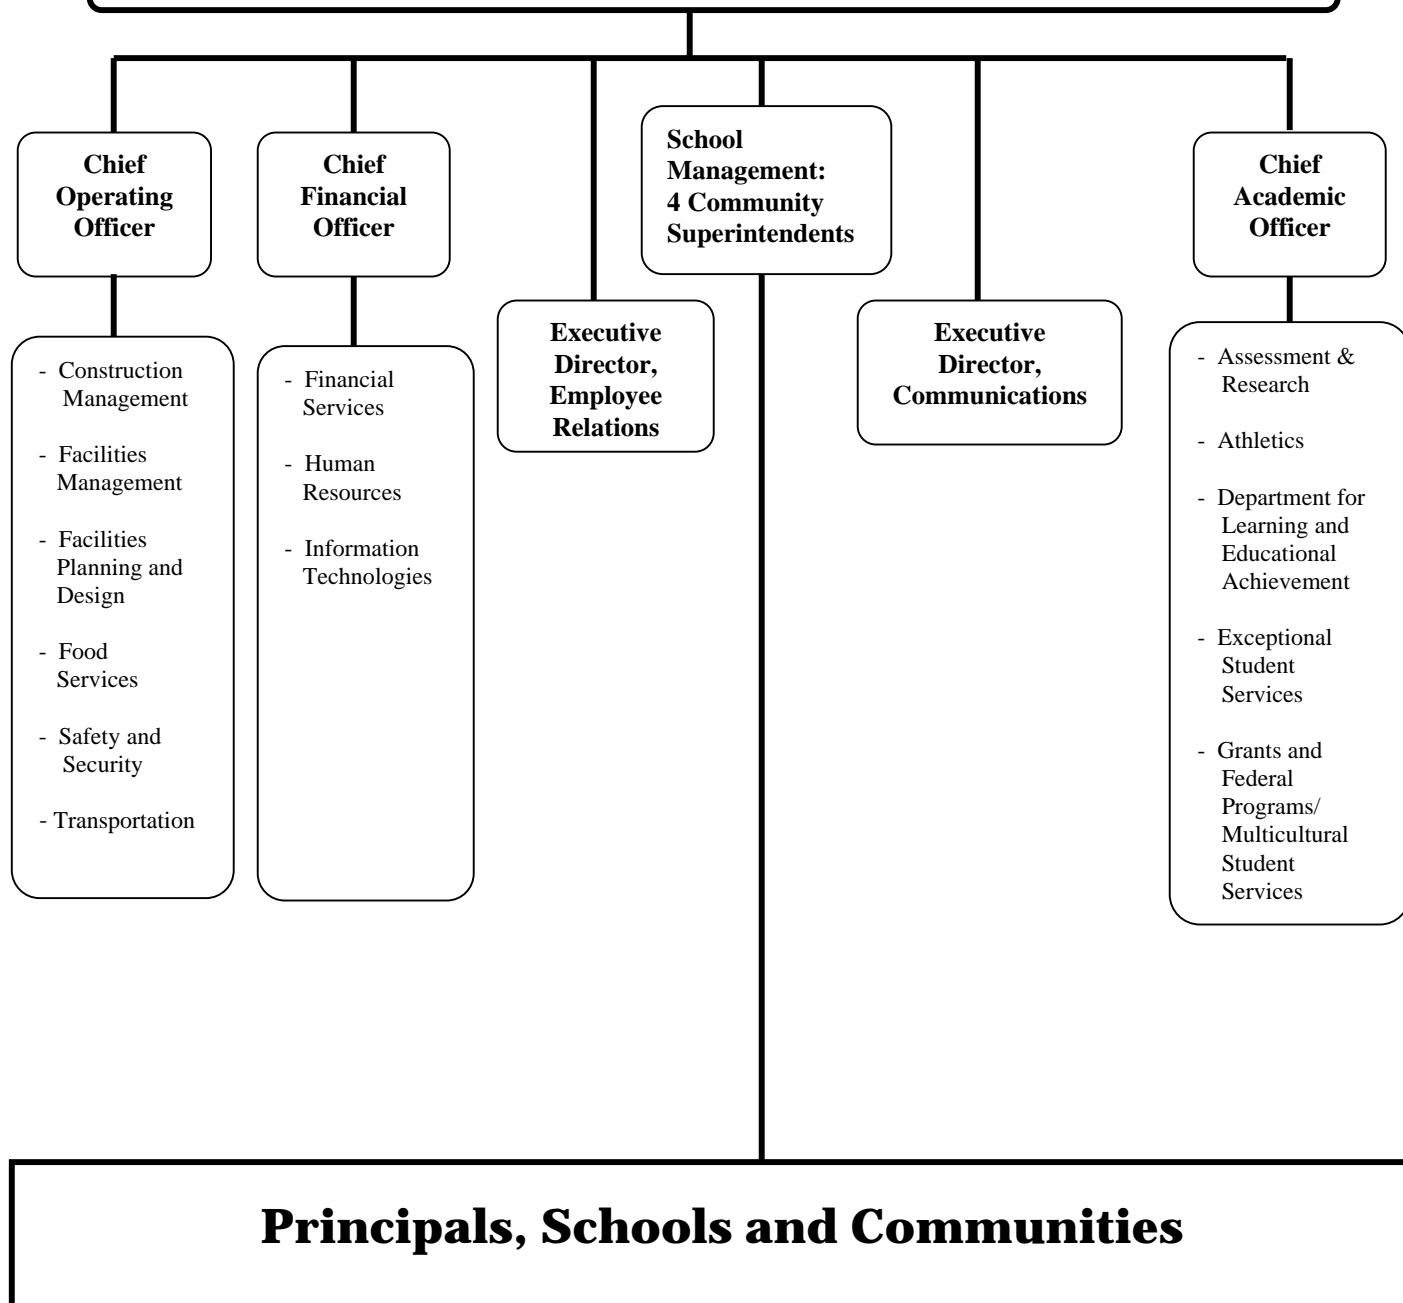 Chief
Operating
Officer
Chief
Financial
Officer
School
Management:
4 Community
Superintendents
Chief
Academic
Officer
Executive
Director,
Employee
Relations
Executive
Director,
Communications
- Construction
Management
- Facilities
Management
- Facilities
Planning and
Design
- Food
Services
- Safety and
Security
- Transportation
- Financial
Services
- Human
Resources
- Information
Technologies
- Assessment &
Research
- Athletics
- Department for
Learning and
Educational
Achievement
- Exceptional
Student
Services
- Grants and
Federal
Programs/
Multicultural
Student
Services
Principals, Schools and Communities